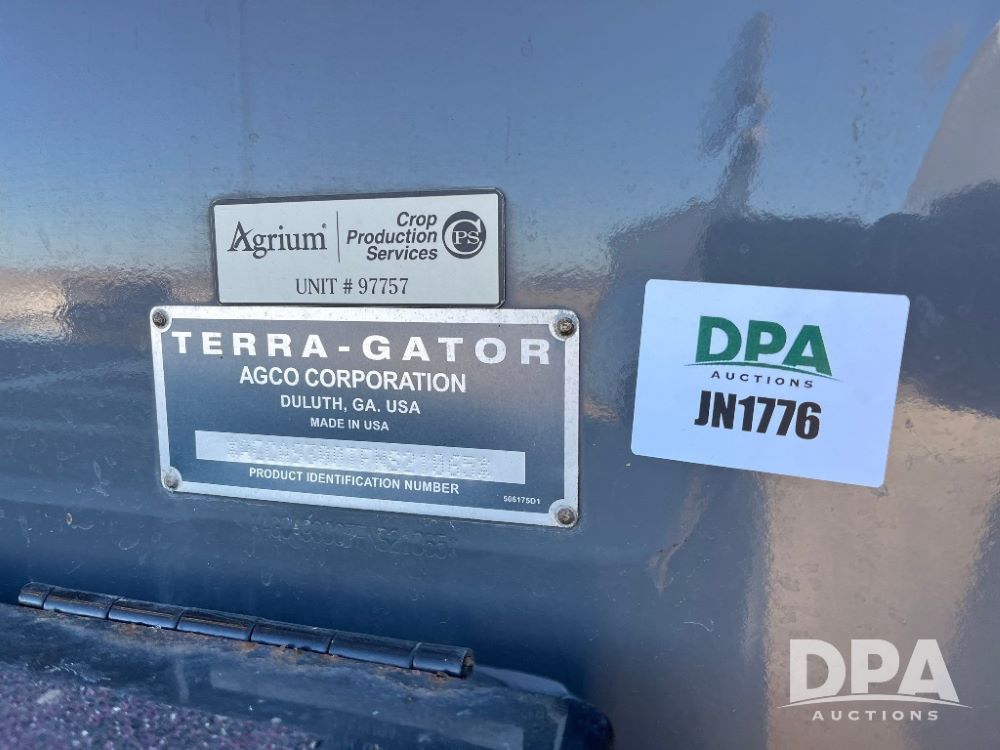 Agrium
Crop
Production
Services
CPS
UNIT # 97757
TERRA-GATOR
AGCO CORPORATION
DULUTH, GA. USA
MADE IN USA
PRODUCT IDENTIFICATION NUMBER
506175D1
DPA
AUCTIONS
JN1776
DPA
AUCTIONS